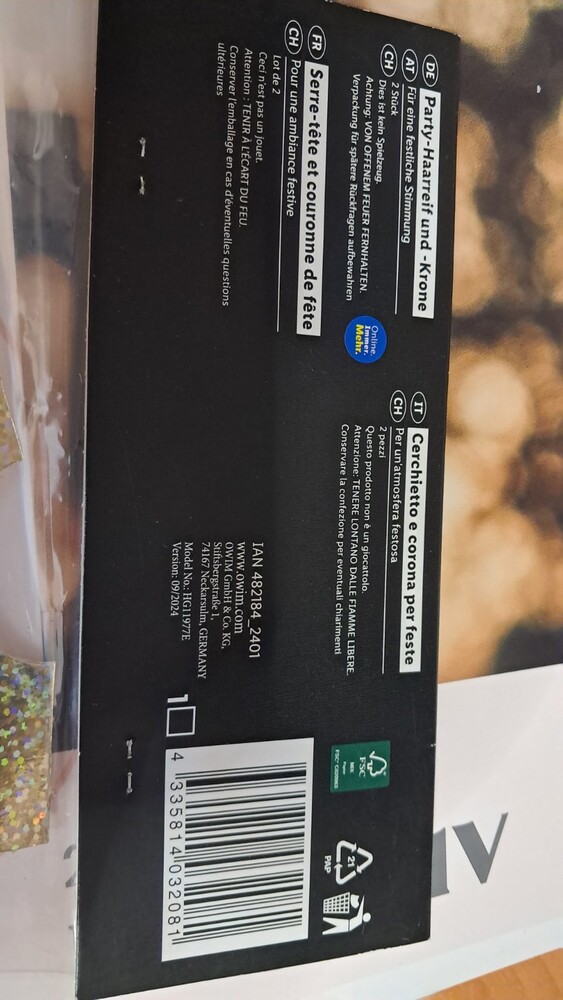 DE
AT
CH
Party-Haarreif und -Krone
Für eine festliche Stimmung
2 Stück
Dies ist kein Spielzeug.
Achtung: VON OFFENEM FEUER FERNHALTEN.
Verpackung für spätere Rückfragen aufbewahren
Online.
Immer.
Mehr.
IT
CH
Cerchietto e corona per feste
Per un'atmosfera festosa
2 pezzi
Questo prodotto non è un giocattolo.
Attenzione: TENERE LONTANO DALLE FIAMME LIBERE.
Conservare la confezione per eventuali chiarimenti
FR
CH
Serre-tête et couronne de fête
Pour une ambiance festive
Lot de 2
Ceci n'est pas un jouet.
Attention : TENIR À L'ÉCART DU FEU.
Conserver l'emballage en cas d'éventuelles questions
ultérieures
IAN 482184_2401
www.owim.com
OWIM GmbH & Co. KG,
Stiftsbergstraße 1,
74167 Neckarsulm, GERMANY
Model No.: HG11977E
Version: 09/2024
1
FSC
MIX
21
PAP
4 335814 032081